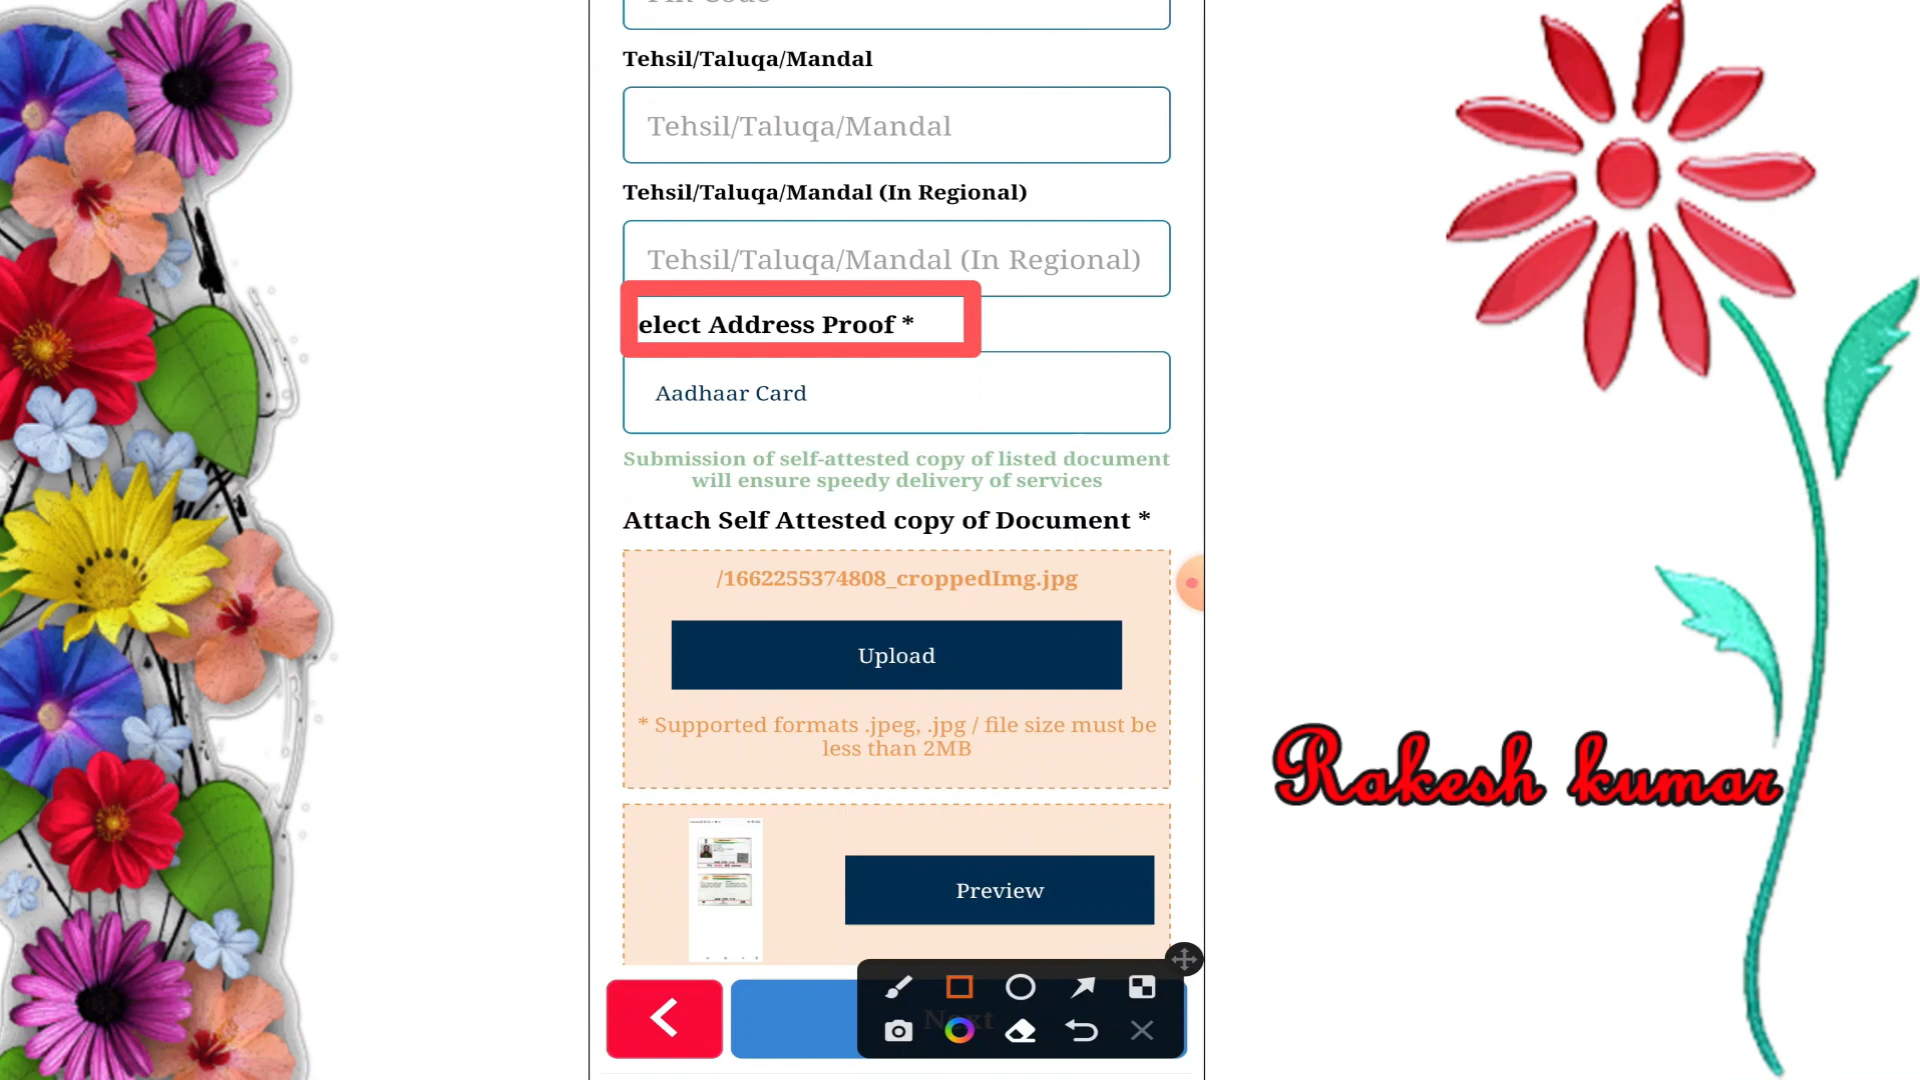 Tehsil/Taluqa/Mandal
Tehsil/Taluqa/Mandal
Tehsil/Taluqa/Mandal (In Regional)
Tehsil/Taluqa/Mandal (In Regional)
elect Address Proof *
Aadhaar Card
Submission of self-attested copy of listed document
will ensure speedy delivery of services
Attach Self Attested copy of Document *
/1662255374808_croppedImg.jpg
Upload
* Supported formats .jpeg, .jpg / file size must be
less than 2MB
Preview
Next
Rakesh kumar